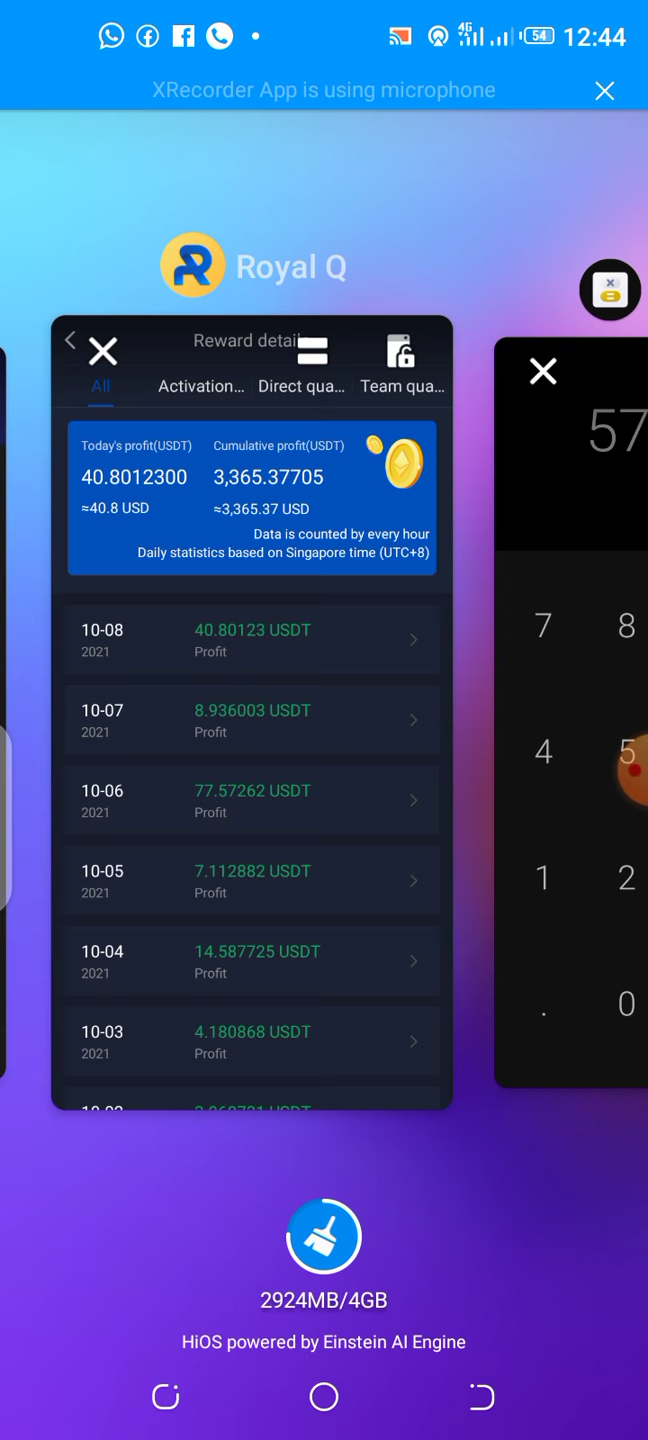 4G
54
12:44
XRecorder App is using microphone
Royal Q
Reward detail
All
Activation...
Direct qua...
Team qua...
Today's profit(USDT)
Cumulative profit(USDT)
40.8012300
3,365.37705
≈40.8 USD
≈3,365.37 USD
Data is counted by every hour
Daily statistics based on Singapore time (UTC+8)
10-08
40.80123 USDT
2021
Profit
10-07
8.936003 USDT
2021
Profit
10-06
77.57262 USDT
2021
Profit
10-05
7.112882 USDT
2021
Profit
10-04
14.587725 USDT
2021
Profit
10-03
4.180868 USDT
2021
Profit
57
7
8
4
5
1
2
.
0
2924MB/4GB
HiOS powered by Einstein AI Engine